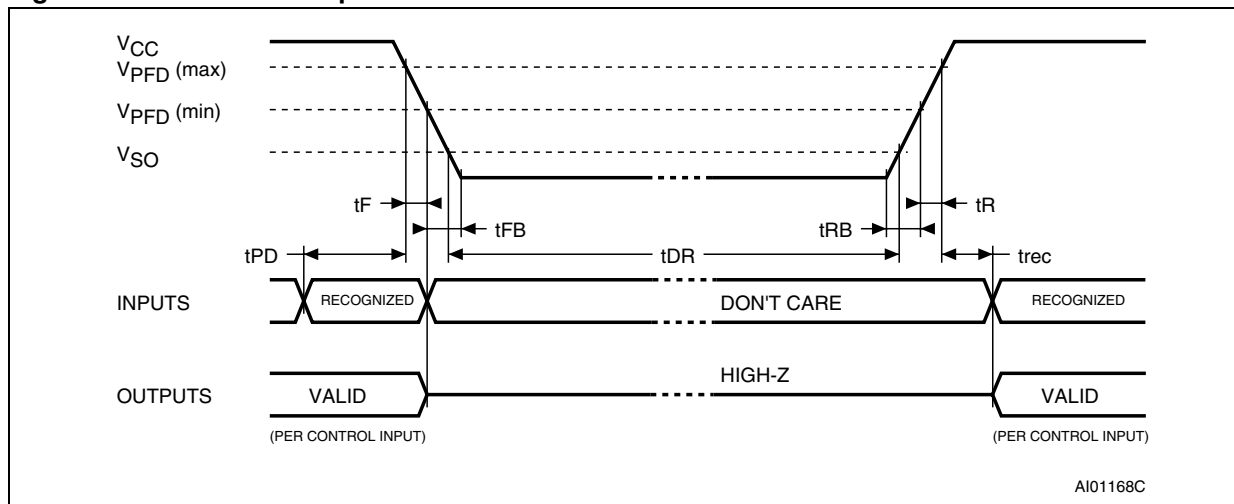 VCC
VPFD (max)
VPFD (min)
VSO
tF
tR
tFB
tRB
tPD
tDR
trec
INPUTS
RECOGNIZED
DON'T CARE
RECOGNIZED
HIGH-Z
OUTPUTS
VALID
VALID
(PER CONTROL INPUT)
(PER CONTROL INPUT)
AI01168C